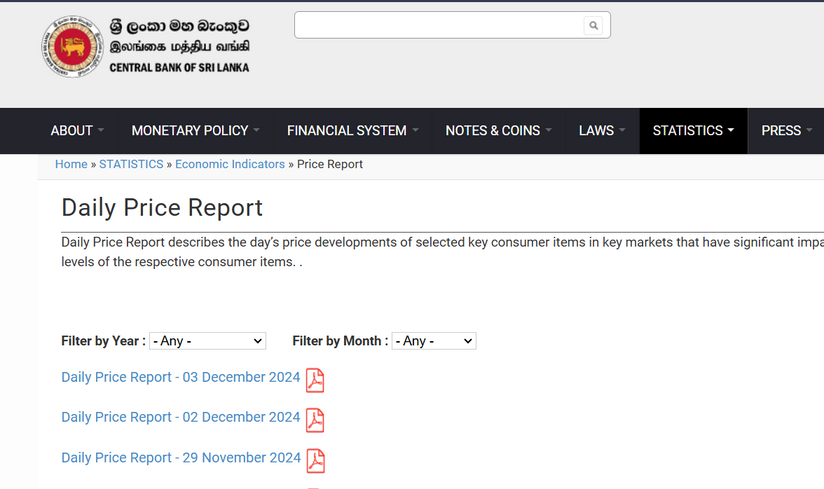 ශ්‍රී ලංකා මහ බැංකුව
இலங்கை மத்திய வங்கி
CENTRAL BANK OF SRI LANKA
ABOUT MONETARY POLICY FINANCIAL SYSTEM NOTES & COINS LAWS STATISTICS PRESS
Home » STATISTICS » Economic Indicators » Price Report
Daily Price Report
Daily Price Report describes the day's price developments of selected key consumer items in key markets that have significant impa
levels of the respective consumer items. .
Filter by Year : - Any - Filter by Month : - Any -
Daily Price Report - 03 December 2024
Daily Price Report - 02 December 2024
Daily Price Report - 29 November 2024